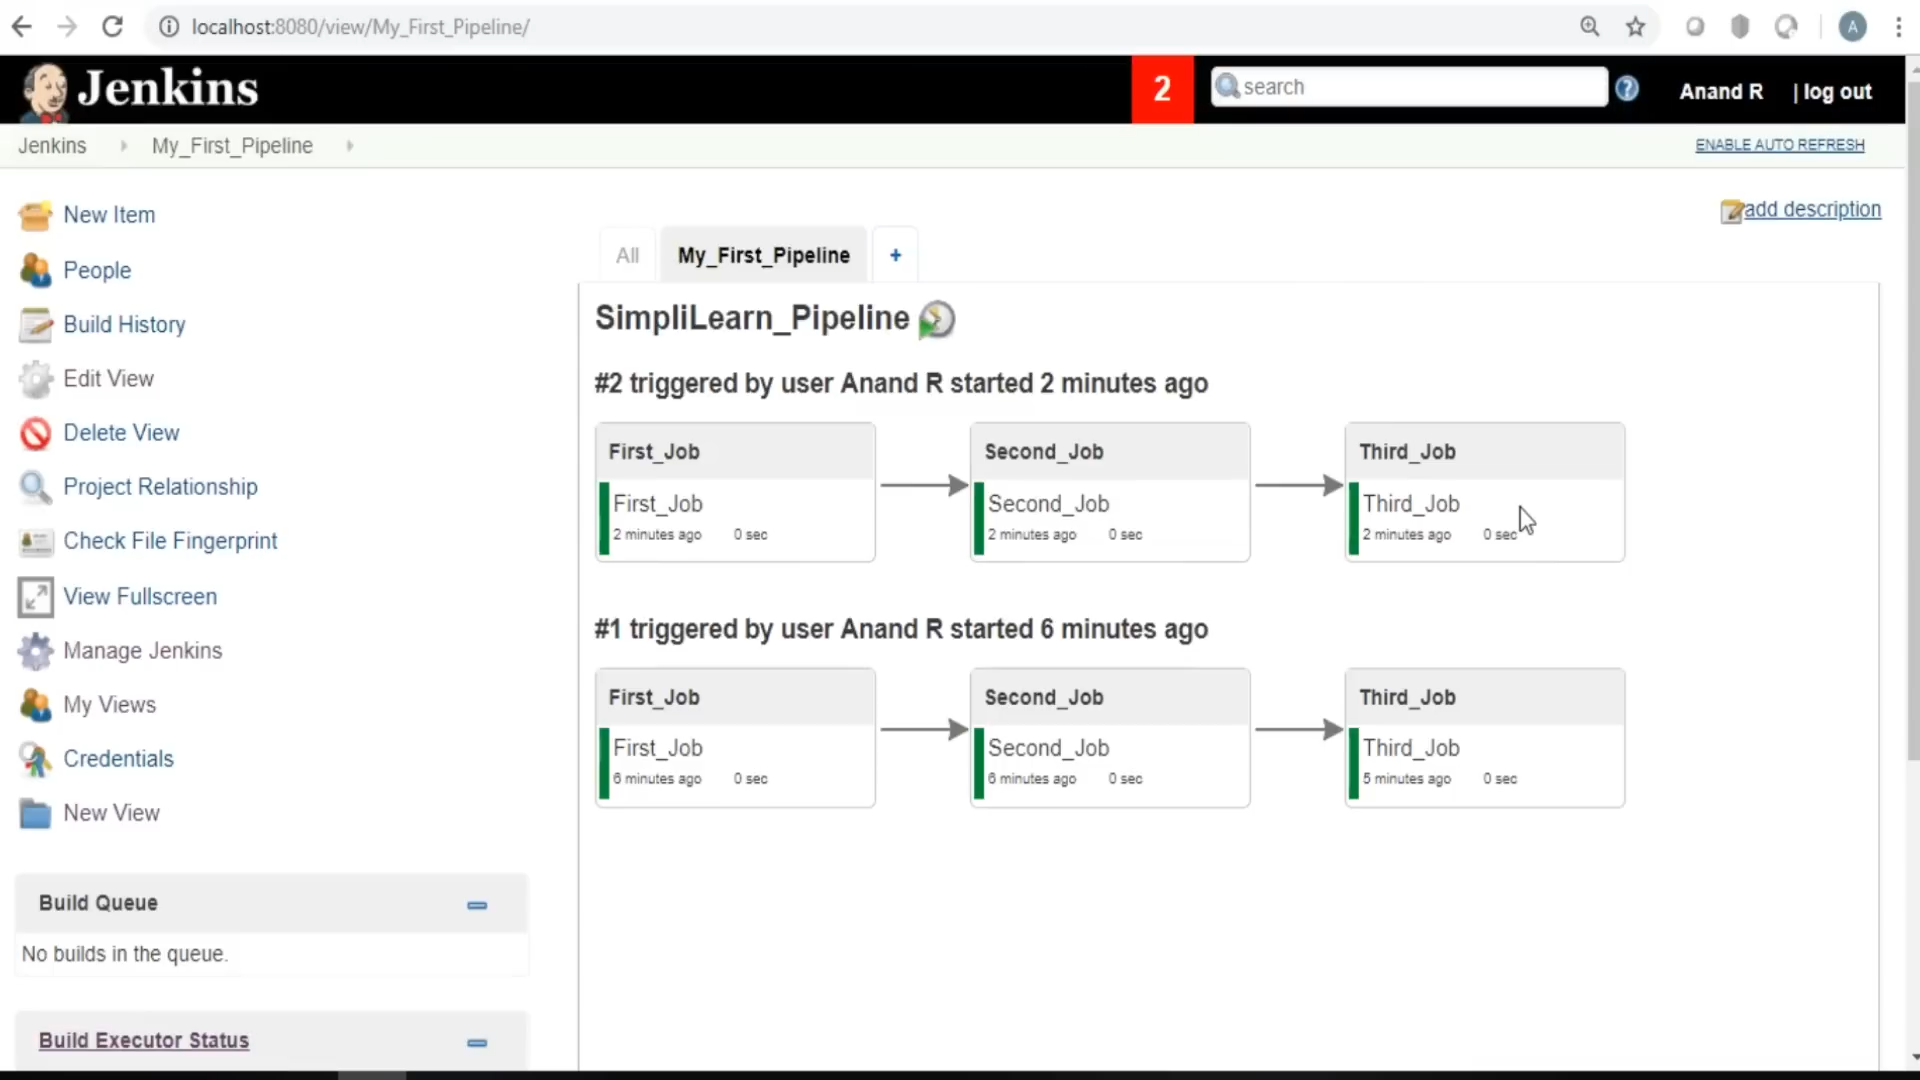 localhost:8080/view/My_First_Pipeline/
A
Jenkins
2
search
Anand R
| log out
Jenkins
My_First_Pipeline
ENABLE AUTO REFRESH
New Item
People
Build History
Edit View
Delete View
Project Relationship
Check File Fingerprint
View Fullscreen
Manage Jenkins
My Views
Credentials
New View
Build Queue
No builds in the queue.
Build Executor Status
add description
All
My_First_Pipeline
+
SimpliLearn_Pipeline
#2 triggered by user Anand R started 2 minutes ago
First_Job
First_Job
2 minutes ago 0 sec
Second_Job
Second_Job
2 minutes ago 0 sec
Third_Job
Third_Job
2 minutes ago 0 sec
#1 triggered by user Anand R started 6 minutes ago
First_Job
First_Job
6 minutes ago 0 sec
Second_Job
Second_Job
6 minutes ago 0 sec
Third_Job
Third_Job
5 minutes ago 0 sec